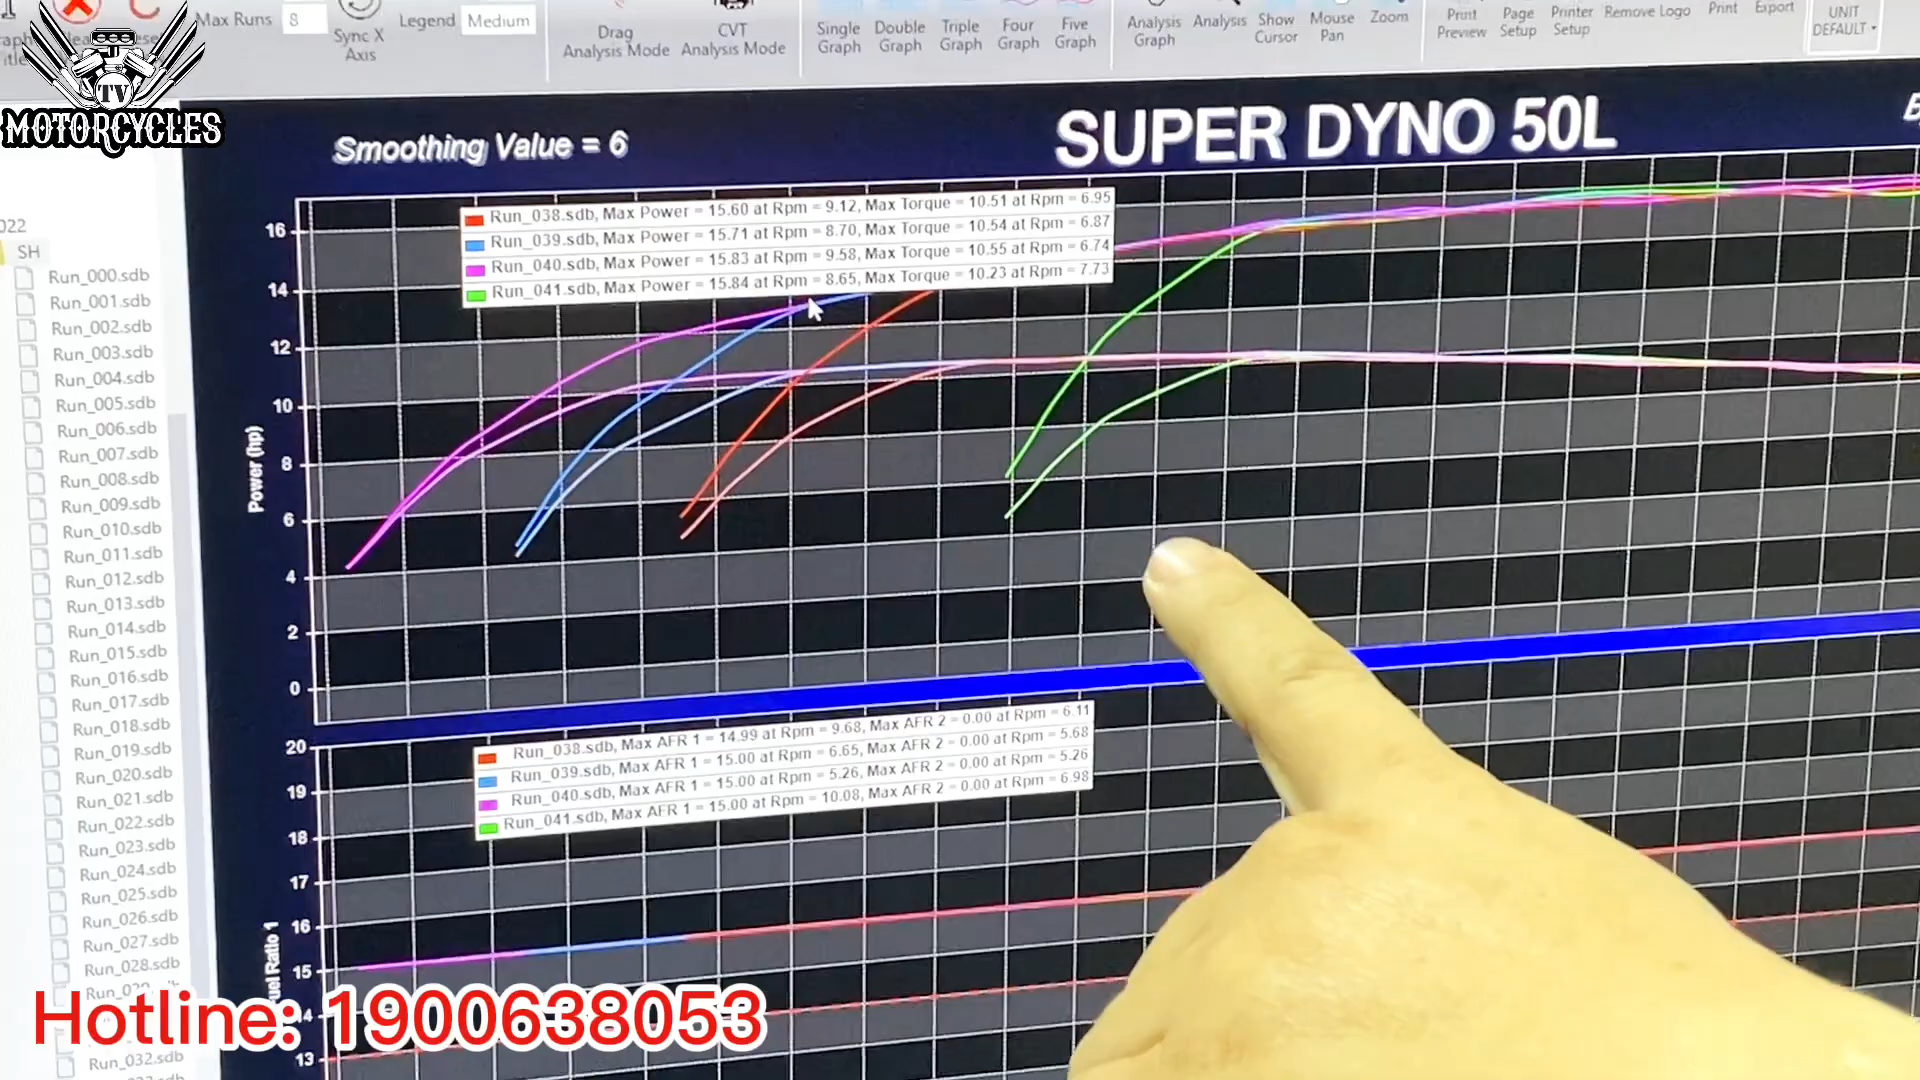 Max Runs 8
Sync X Axis
Legend Medium
Drag Analysis Mode
CVT Analysis Mode
Single Graph
Double Graph
Triple Graph
Four Graph
Five Graph
Analysis Graph
Analysis
Show Cursor
Mouse Pan
Zoom
Print Preview
Page Setup
Printer Setup
Remove Logo
Print
Export
UNIT DEFAULT
TV
MOTORCYCLES
Smoothing Value = 6
SUPER DYNO 50L
022
SH
Run_000.sdb
Run_001.sdb
Run_002.sdb
Run_003.sdb
Run_004.sdb
Run_005.sdb
Run_006.sdb
Run_007.sdb
Run_008.sdb
Run_009.sdb
Run_010.sdb
Run_011.sdb
Run_012.sdb
Run_013.sdb
Run_014.sdb
Run_015.sdb
Run_016.sdb
Run_017.sdb
Run_018.sdb
Run_019.sdb
Run_020.sdb
Run_021.sdb
Run_022.sdb
Run_023.sdb
Run_024.sdb
Run_025.sdb
Run_026.sdb
Run_027.sdb
Run_028.sdb
Run_032.sdb
Run_038.sdb, Max Power = 15.60 at Rpm = 9.12, Max Torque = 10.51 at Rpm = 6.95
Run_039.sdb, Max Power = 15.71 at Rpm = 8.70, Max Torque = 10.54 at Rpm = 6.87
Run_040.sdb, Max Power = 15.83 at Rpm = 9.58, Max Torque = 10.55 at Rpm = 6.74
Run_041.sdb, Max Power = 15.84 at Rpm = 8.65, Max Torque = 10.23 at Rpm = 7.73
Power (hp)
16
14
12
10
8
6
4
2
0
Run_038.sdb, Max AFR 1 = 14.99 at Rpm = 9.68, Max AFR 2 = 0.00 at Rpm = 6.11
Run_039.sdb, Max AFR 1 = 15.00 at Rpm = 6.65, Max AFR 2 = 0.00 at Rpm = 5.68
Run_040.sdb, Max AFR 1 = 15.00 at Rpm = 5.26, Max AFR 2 = 0.00 at Rpm = 5.26
Run_041.sdb, Max AFR 1 = 15.00 at Rpm = 10.08, Max AFR 2 = 0.00 at Rpm = 6.98
uel Ratio 1
20
19
18
17
16
15
14
13
Hotline: 1900638053